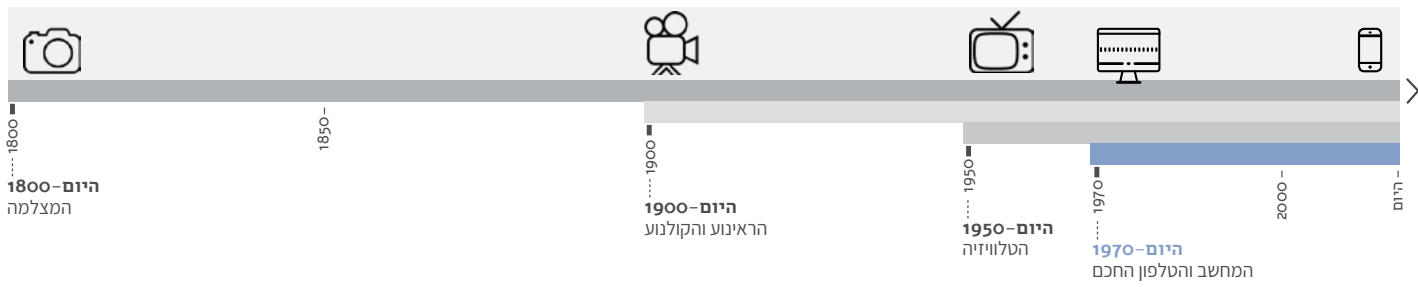 1800
1850
1900
1950
1970
2000
היום
1800–היום
המצלמה
1900–היום
הראינוע והקולנוע
1950–היום
הטלוויזיה
1970–היום
המחשב והטלפון החכם